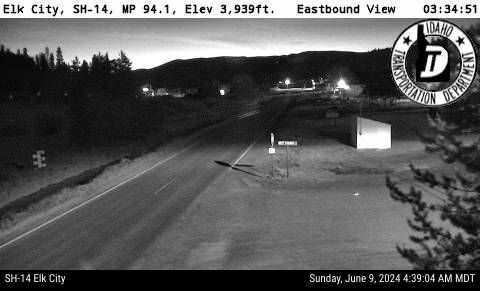 Elk City, SH-14, MP 94.1, Elev 3,939ft. Eastbound View 03:34:51
IDAHO
TRANSPORTATION DEPARTMENT
SH-14 Elk City Sunday, June 9, 2024 4:39:04 AM MDT